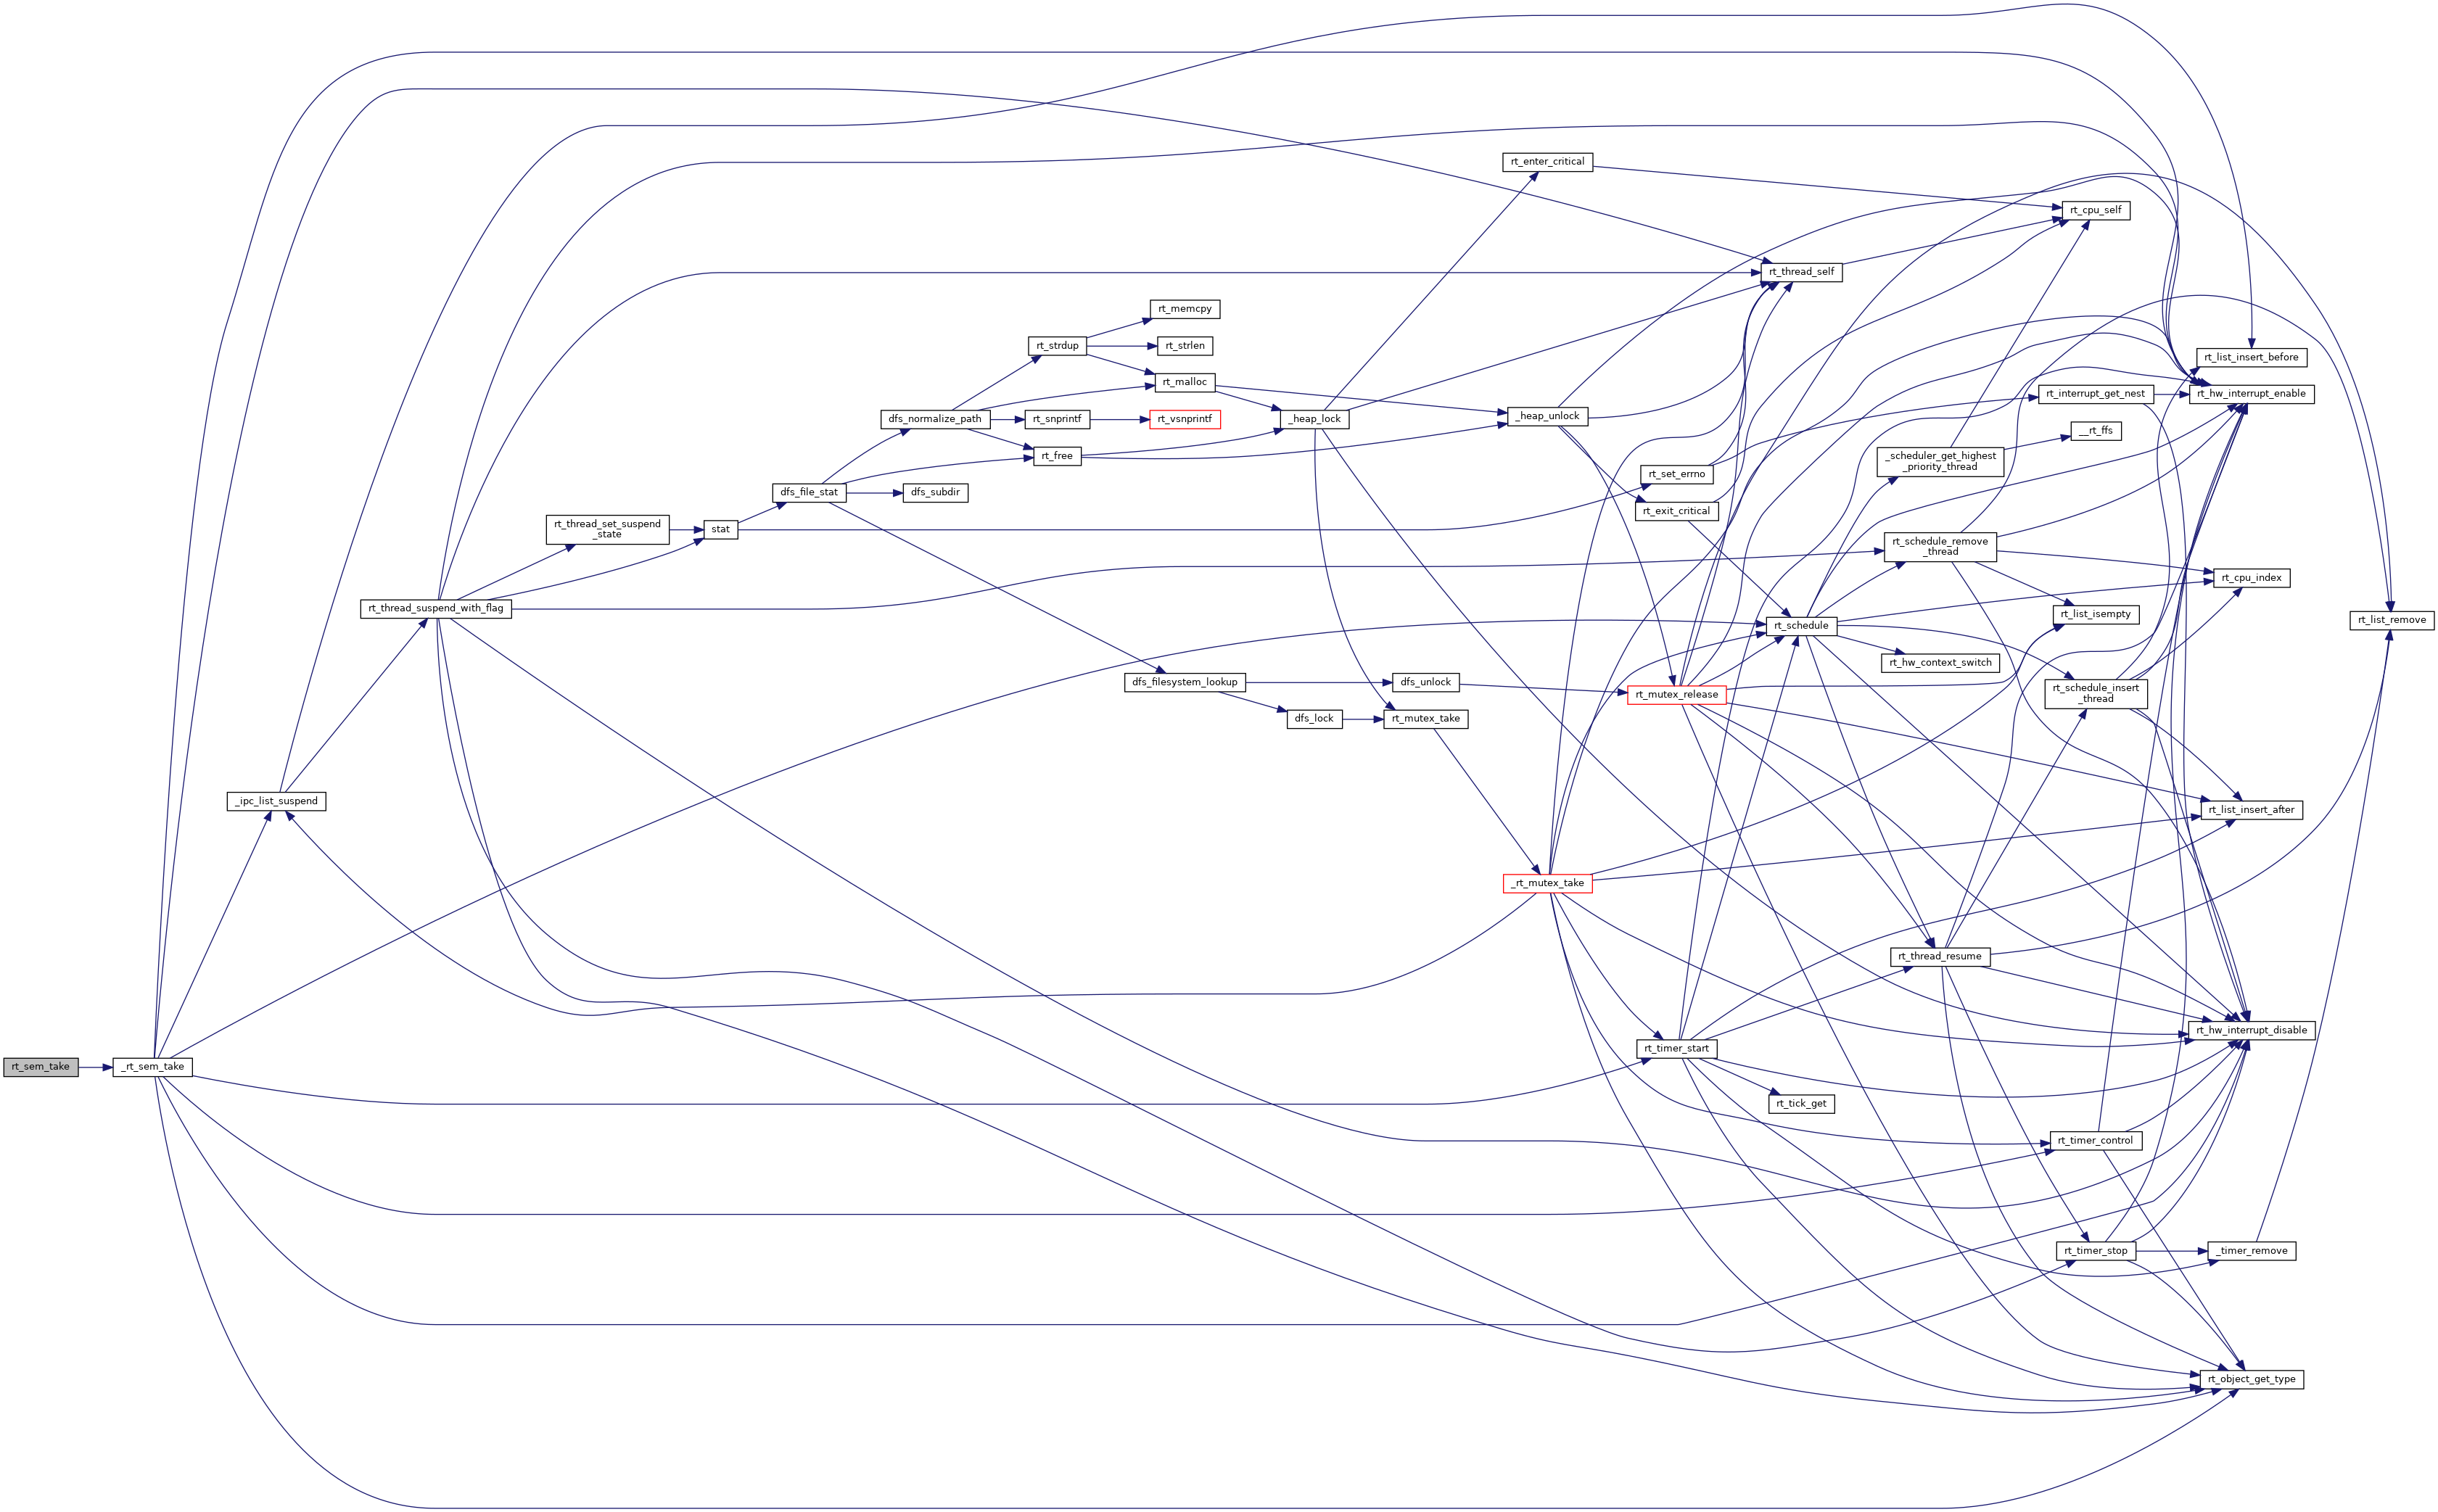 rt_enter_critical
rt_cpu_self
rt_thread_self
rt_memcpy
rt_strdup
rt_strlen
rt_list_insert_before
rt_malloc
rt_interrupt_get_nest
rt_hw_interrupt_enable
dfs_normalize_path
rt_snprintf
rt_vsnprintf
_heap_lock
_heap_unlock
__rt_ffs
rt_free
_scheduler_get_highest
_priority_thread
rt_set_errno
dfs_file_stat
dfs_subdir
rt_exit_critical
rt_thread_set_suspend
_state
stat
rt_schedule_remove
_thread
rt_cpu_index
rt_thread_suspend_with_flag
rt_list_isempty
rt_list_remove
rt_schedule
rt_hw_context_switch
dfs_filesystem_lookup
dfs_unlock
rt_mutex_release
rt_schedule_insert
_thread
dfs_lock
rt_mutex_take
_ipc_list_suspend
rt_list_insert_after
_rt_mutex_take
rt_thread_resume
rt_hw_interrupt_disable
rt_timer_start
rt_sem_take
_rt_sem_take
rt_tick_get
rt_timer_control
rt_timer_stop
_timer_remove
rt_object_get_type